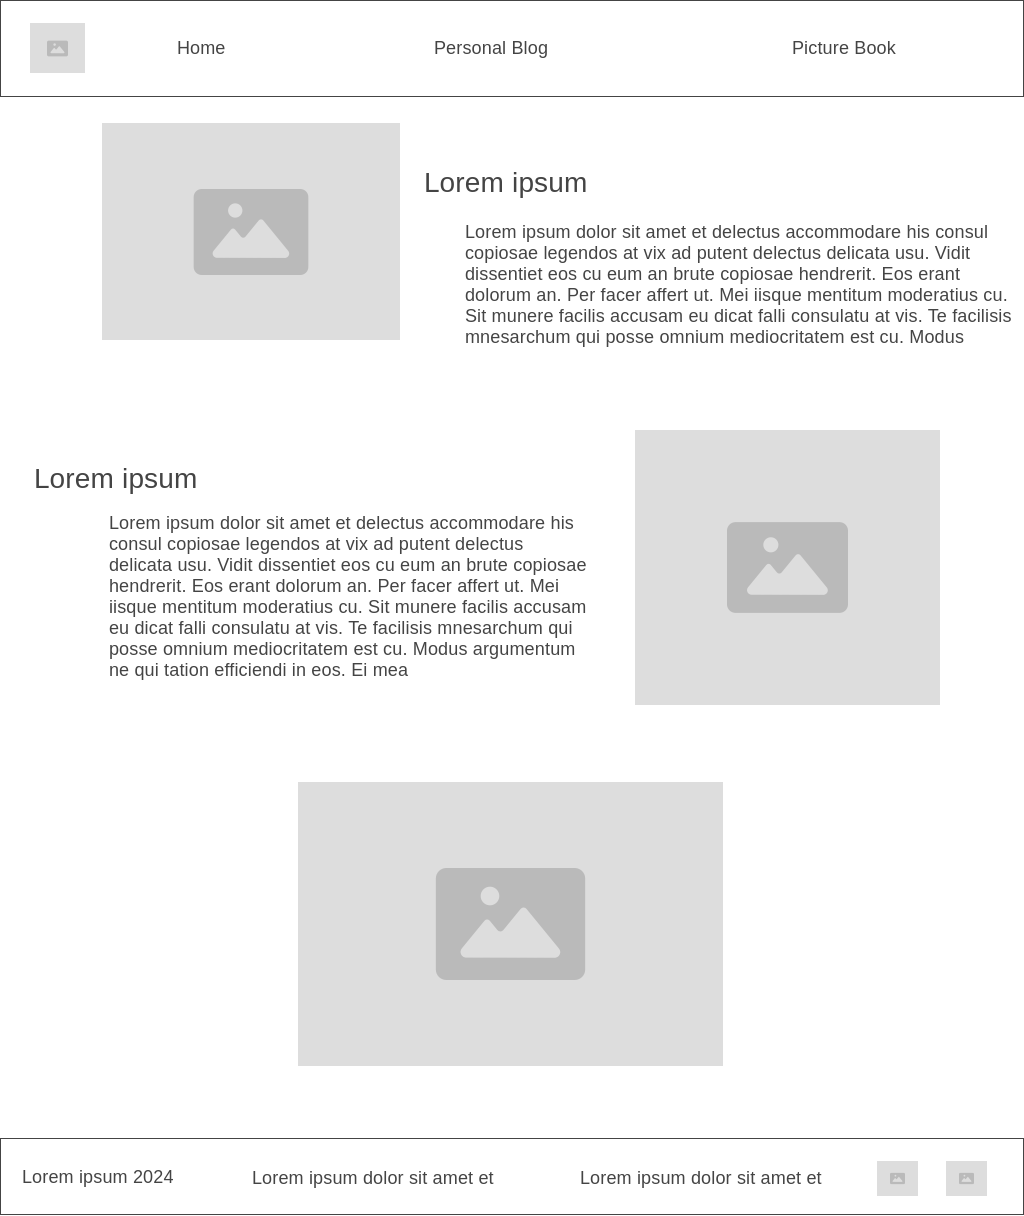 Home
Personal Blog
Picture Book
Lorem ipsum
Lorem ipsum dolor sit amet et delectus accommodare his consul
copiosae legendos at vix ad putent delectus delicata usu. Vidit
dissentiet eos cu eum an brute copiosae hendrerit. Eos erant
dolorum an. Per facer affert ut. Mei iisque mentitum moderatius cu.
Sit munere facilis accusam eu dicat falli consulatu at vis. Te facilisis
mnesarchum qui posse omnium mediocritatem est cu. Modus
Lorem ipsum
Lorem ipsum dolor sit amet et delectus accommodare his
consul copiosae legendos at vix ad putent delectus
delicata usu. Vidit dissentiet eos cu eum an brute copiosae
hendrerit. Eos erant dolorum an. Per facer affert ut. Mei
iisque mentitum moderatius cu. Sit munere facilis accusam
eu dicat falli consulatu at vis. Te facilisis mnesarchum qui
posse omnium mediocritatem est cu. Modus argumentum
ne qui tation efficiendi in eos. Ei mea
Lorem ipsum 2024
Lorem ipsum dolor sit amet et
Lorem ipsum dolor sit amet et